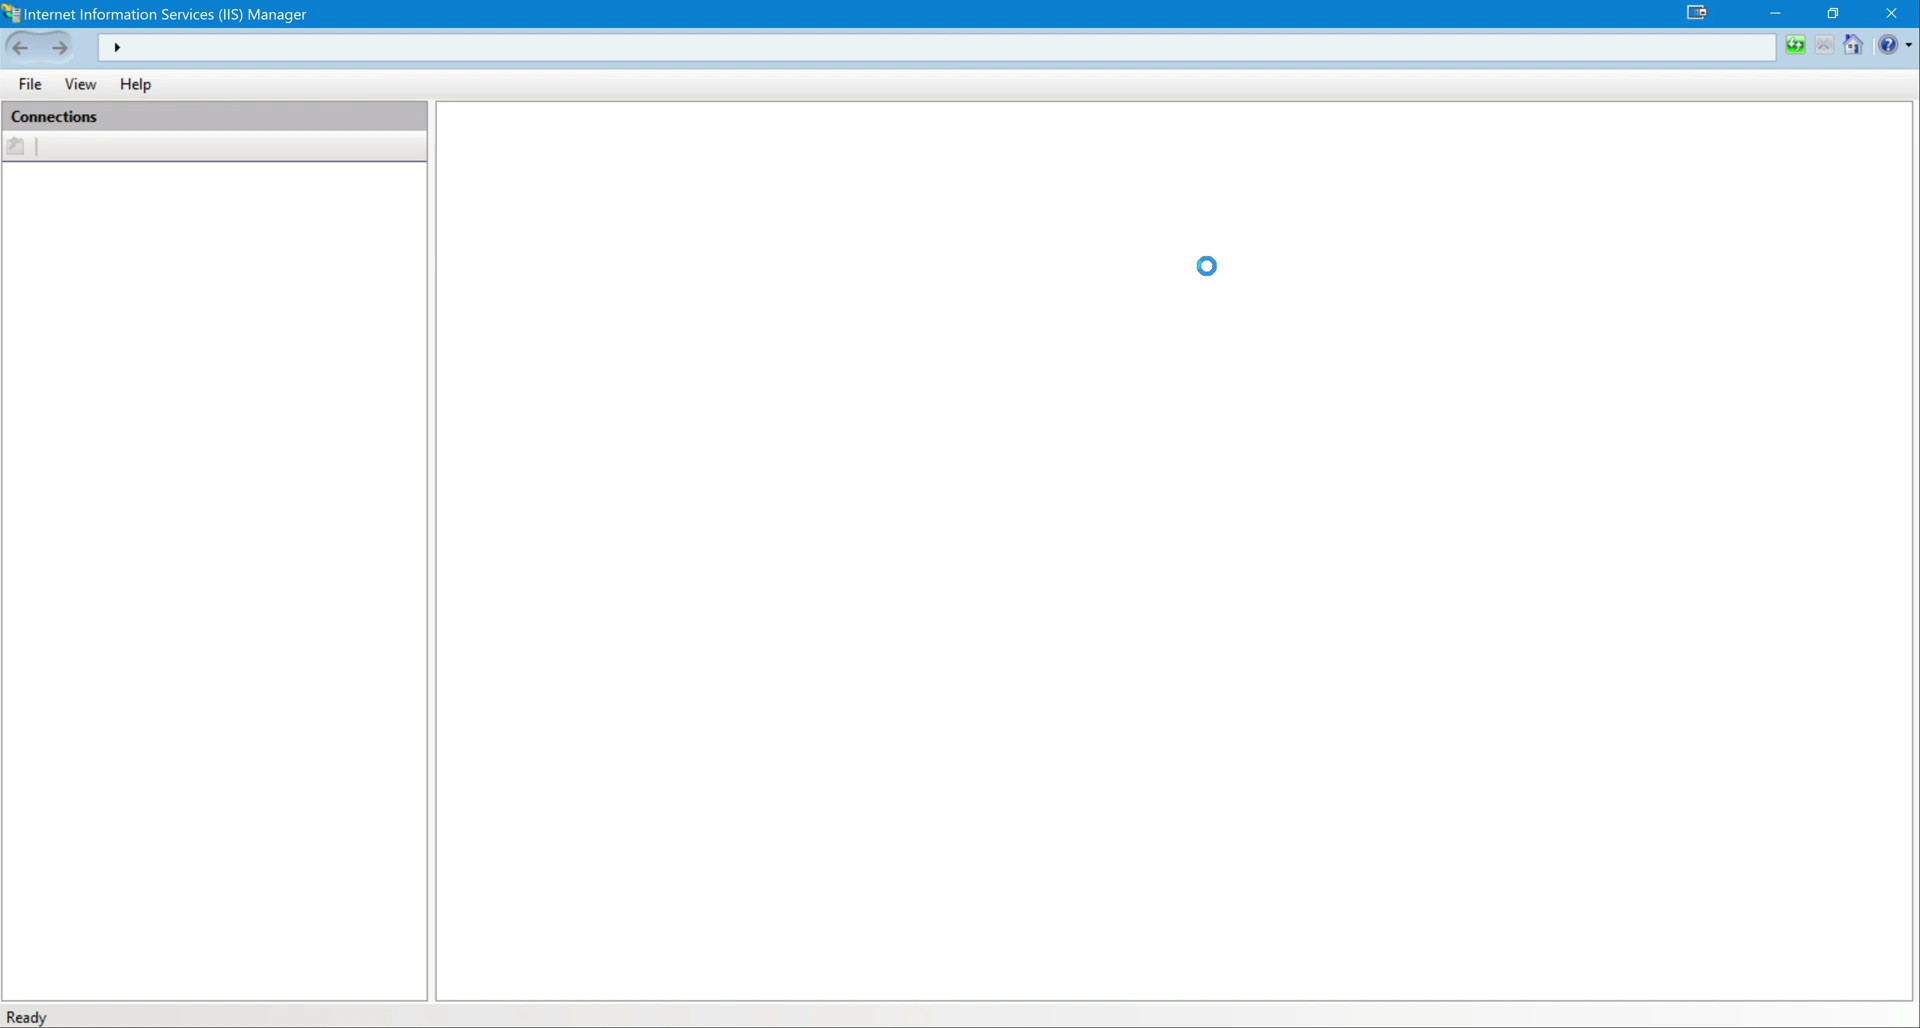 Internet Information Services (IIS) Manager
File View Help
Connections
Ready